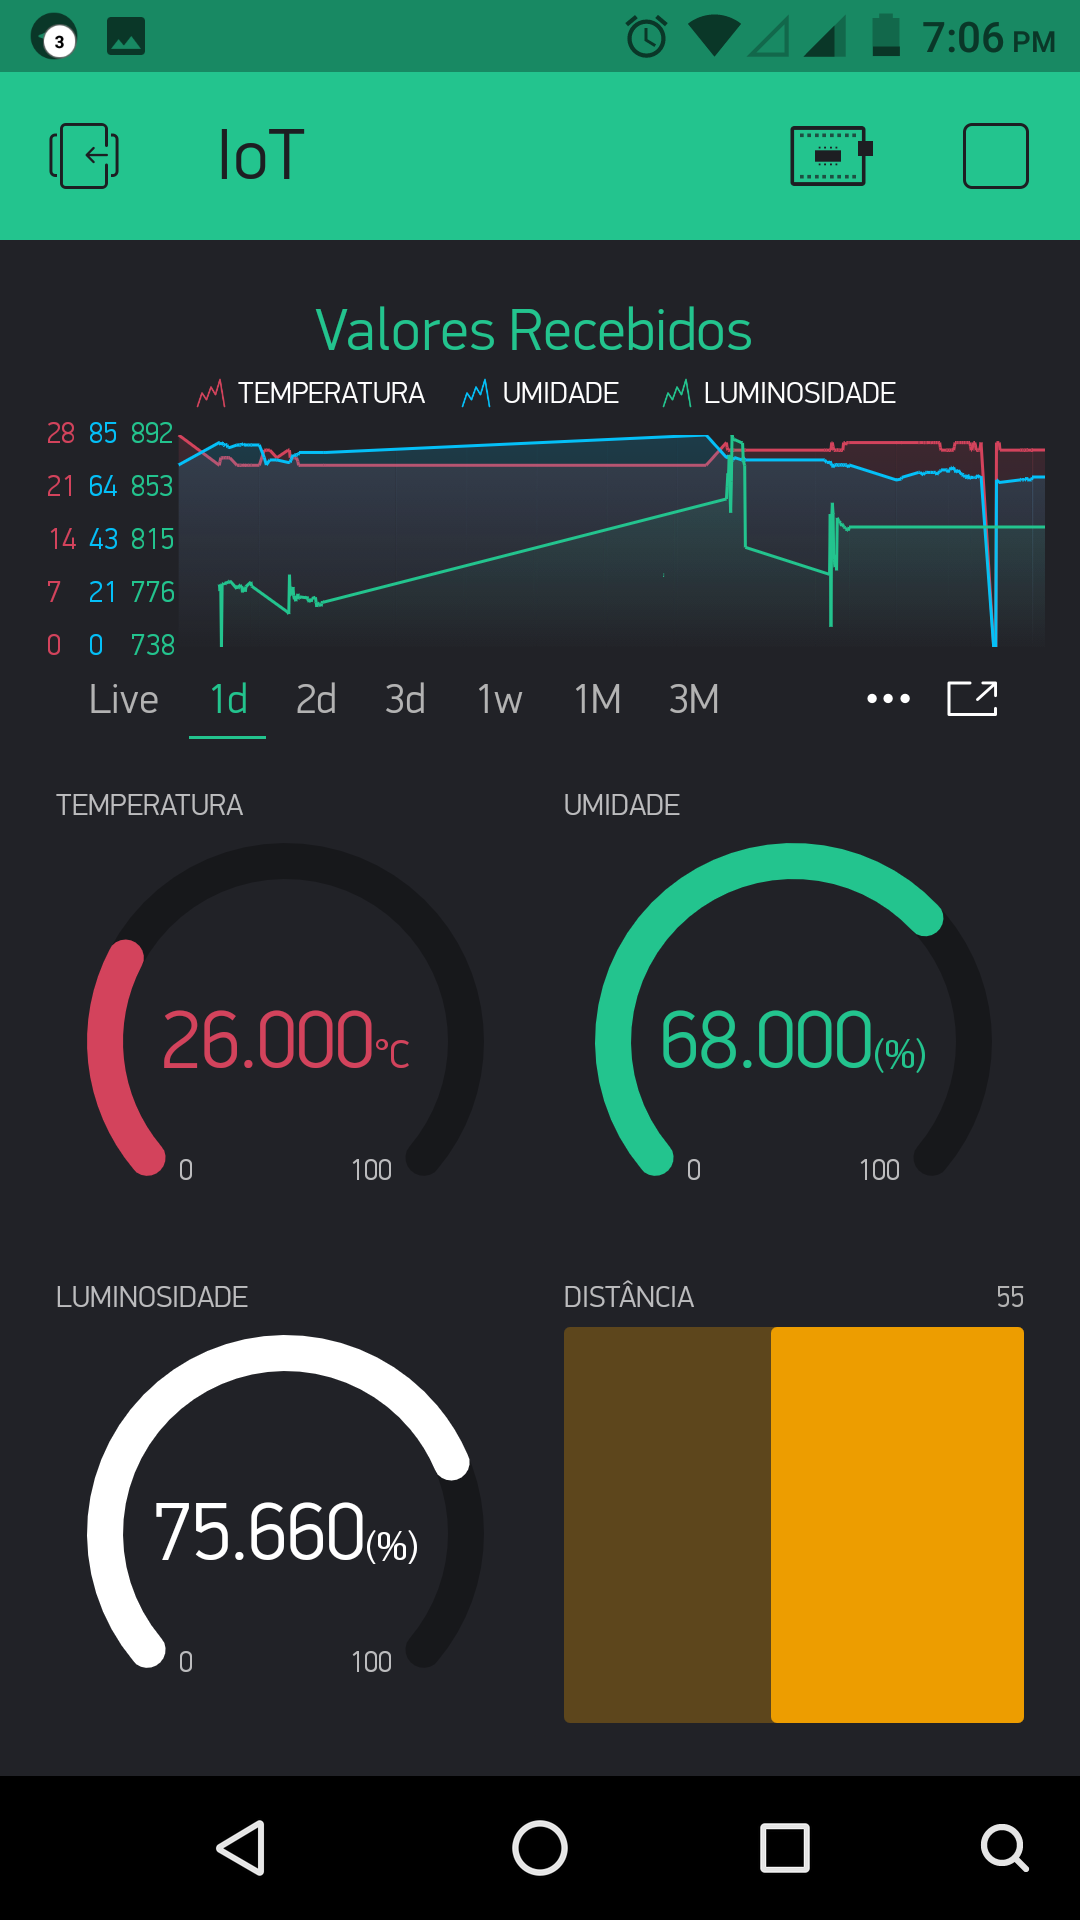 3
7:06 PM
IoT
Valores Recebidos
TEMPERATURA UMIDADE LUMINOSIDADE
28 85 892
21 64 853
14 43 815
7 21 776
0 0 738
Live 1d 2d 3d 1w 1M 3M
TEMPERATURA UMIDADE
26.000°C 68.000(%)
0 100 0 100
LUMINOSIDADE DISTÂNCIA 55
75.660(%)
0 100